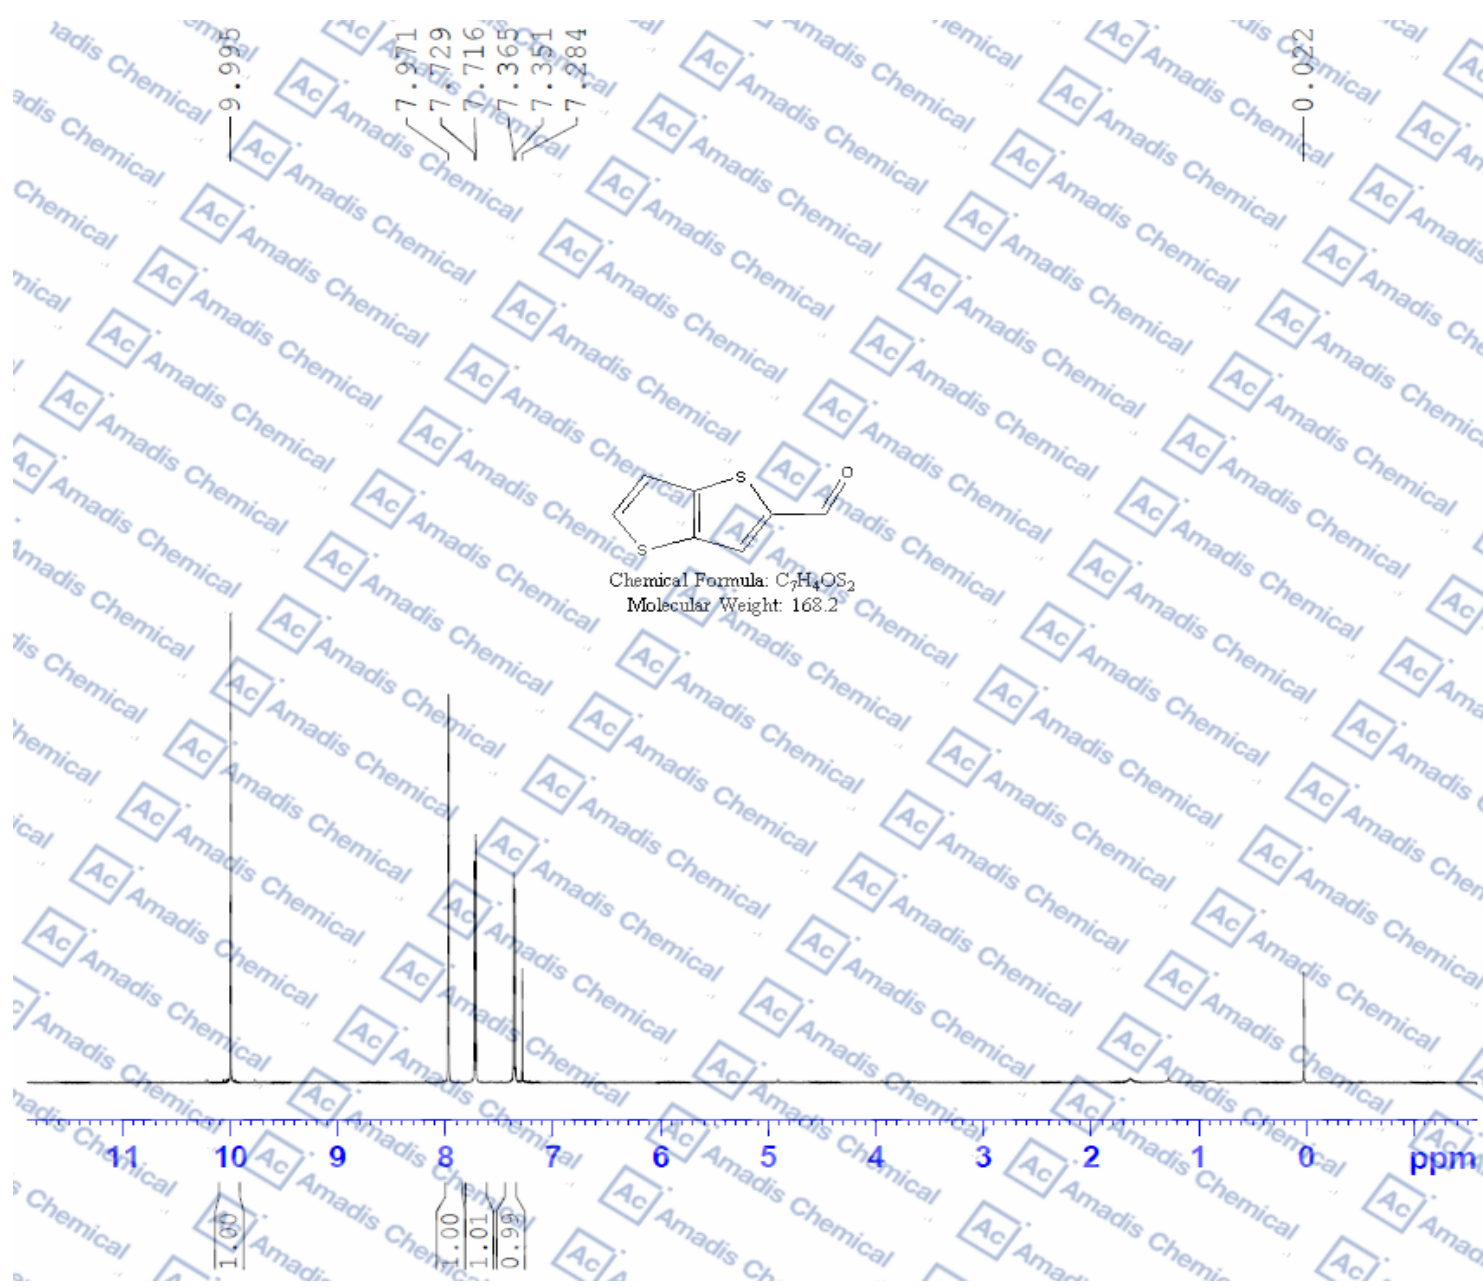 9.995
7.971
7.729
7.716
7.365
7.351
7.284
0.022
S
O
S
Chemical Formula: C₇H₄OS₂
Molecular Weight: 168.2
11 10 9 8 7 6 5 4 3 2 1 0 ppm
1.00
1.00
1.01
0.99
Ac Amadis Chemical